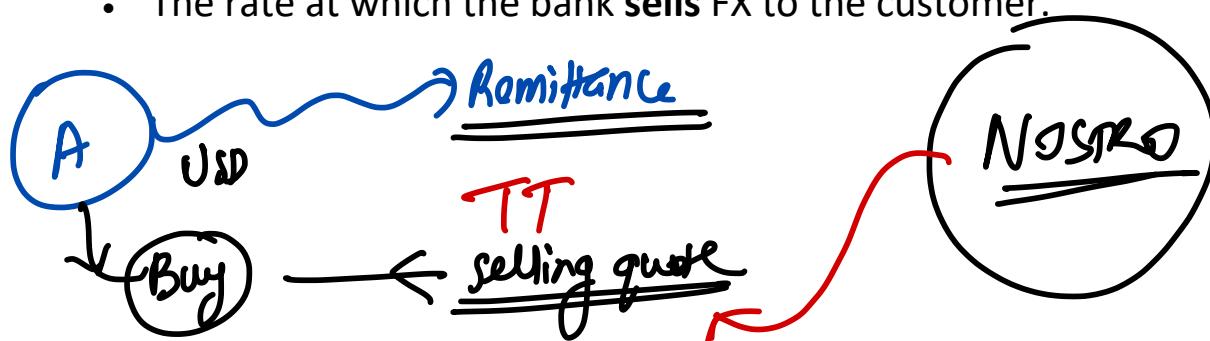 • The rate at which the bank sells FX to the customer.
Remittance
A
USD
NOSTRO
TT
Buy
selling quote